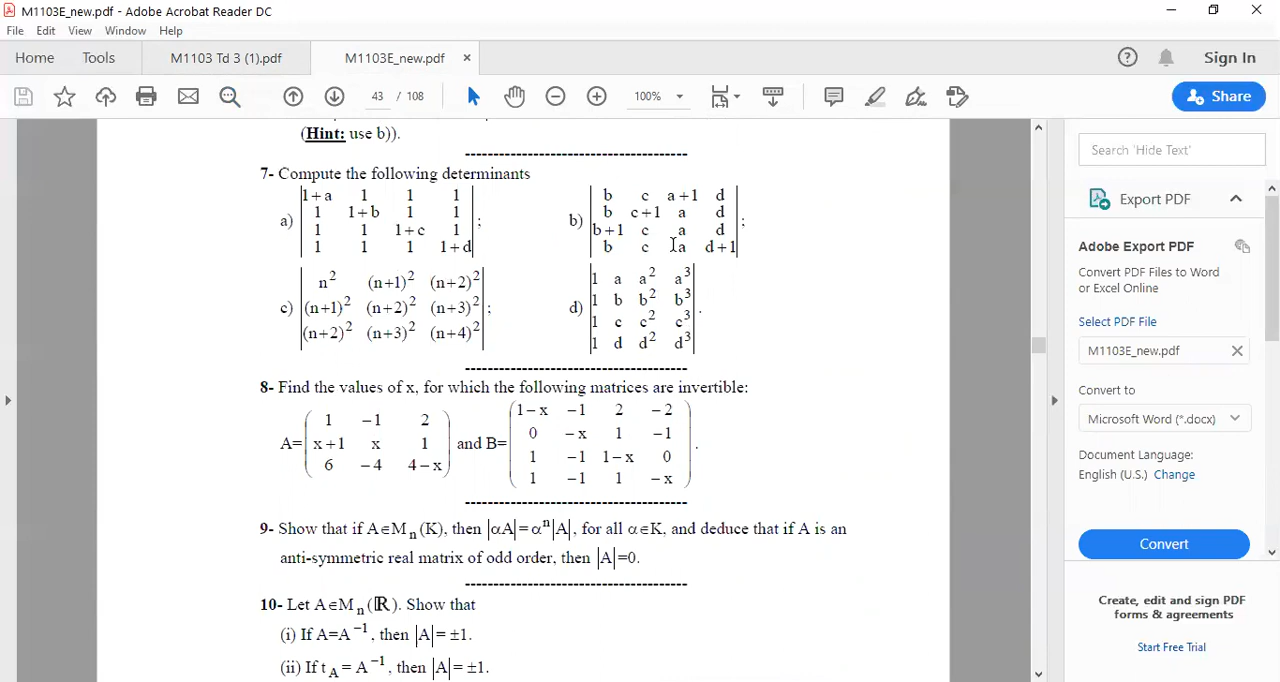 M1103E_new.pdf - Adobe Acrobat Reader DC
File Edit View Window Help
Home Tools M1103 Td 3 (1).pdf M1103E_new.pdf × Sign In
43 / 108 100% Share
(Hint: use b)).
7- Compute the following determinants
a) |1+a 1 1 1|
|1 1+b 1 1|
|1 1 1+c 1|
|1 1 1 1+d| ;
b) |b c a+1 d|
|b c+1 a d|
|b+1 c a d|
|b c a d+1| ;
c) |n² (n+1)² (n+2)²|
|(n+1)² (n+2)² (n+3)²|
|(n+2)² (n+3)² (n+4)²| ;
d) |1 a a² a³|
|1 b b² b³|
|1 c c² c³|
|1 d d² d³| .
8- Find the values of x, for which the following matrices are invertible:
A= (1 -1 2)
(x+1 x 1)
(6 -4 4-x)
and B= (1-x -1 2 -2)
(0 -x 1 -1)
(1 -1 1-x 0)
(1 -1 1 -x) .
9- Show that if A∈M n (K), then |αA|=αⁿ|A|, for all α∈K, and deduce that if A is an
anti-symmetric real matrix of odd order, then |A|=0.
10- Let A∈M n (ℝ). Show that
(i) If A=A⁻¹, then |A|= ±1.
(ii) If t A = A⁻¹, then |A|= ±1.
Search 'Hide Text'
Export PDF
Adobe Export PDF
Convert PDF Files to Word
or Excel Online
Select PDF File
M1103E_new.pdf ×
Convert to
Microsoft Word (*.docx)
Document Language:
English (U.S.) Change
Convert
Create, edit and sign PDF
forms & agreements
Start Free Trial